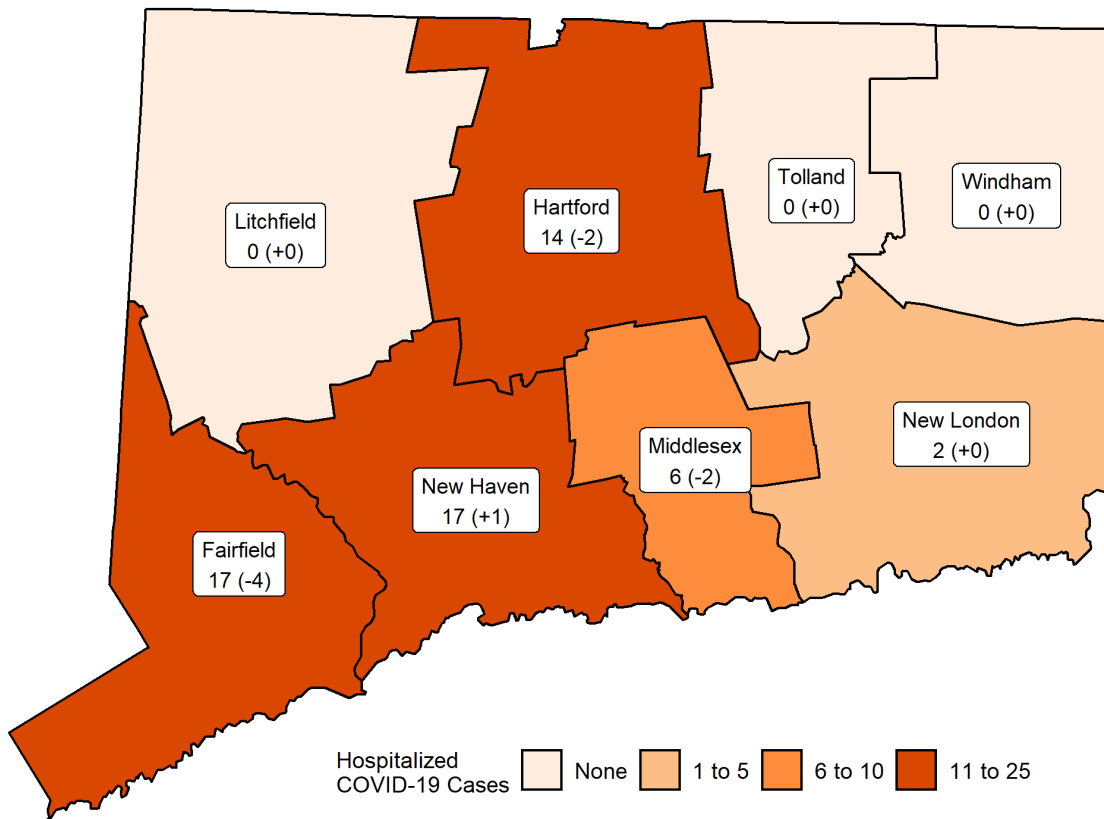 Tolland
0 (+0)
Windham
0 (+0)
Litchfield
0 (+0)
Hartford
14 (-2)
New London
2 (+0)
Middlesex
6 (-2)
New Haven
17 (+1)
Fairfield
17 (-4)
Hospitalized
COVID-19 Cases
None
1 to 5
6 to 10
11 to 25